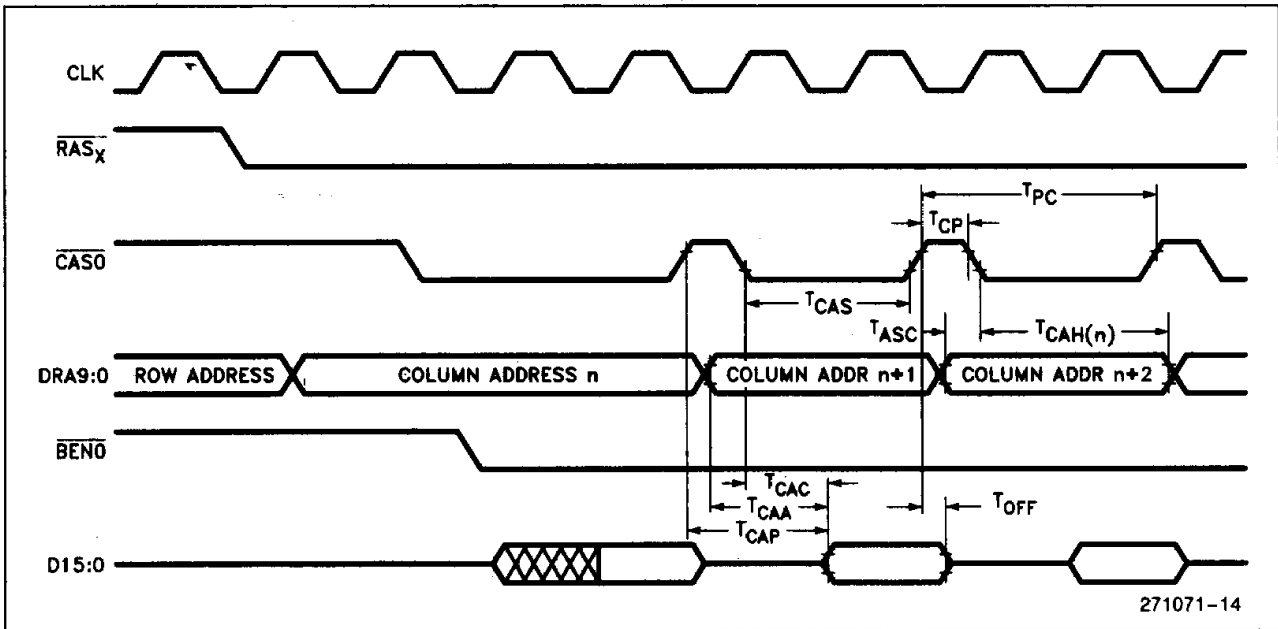 CLK
RASX
TPC
TCP
CAS0
TCAS
TASC
TCAH(n)
DRA9:0 ROW ADDRESS COLUMN ADDRESS n COLUMN ADDR n+1 COLUMN ADDR n+2
BEN0
TCAC
TCAA
TOFF
TCAP
D15:0
271071-14